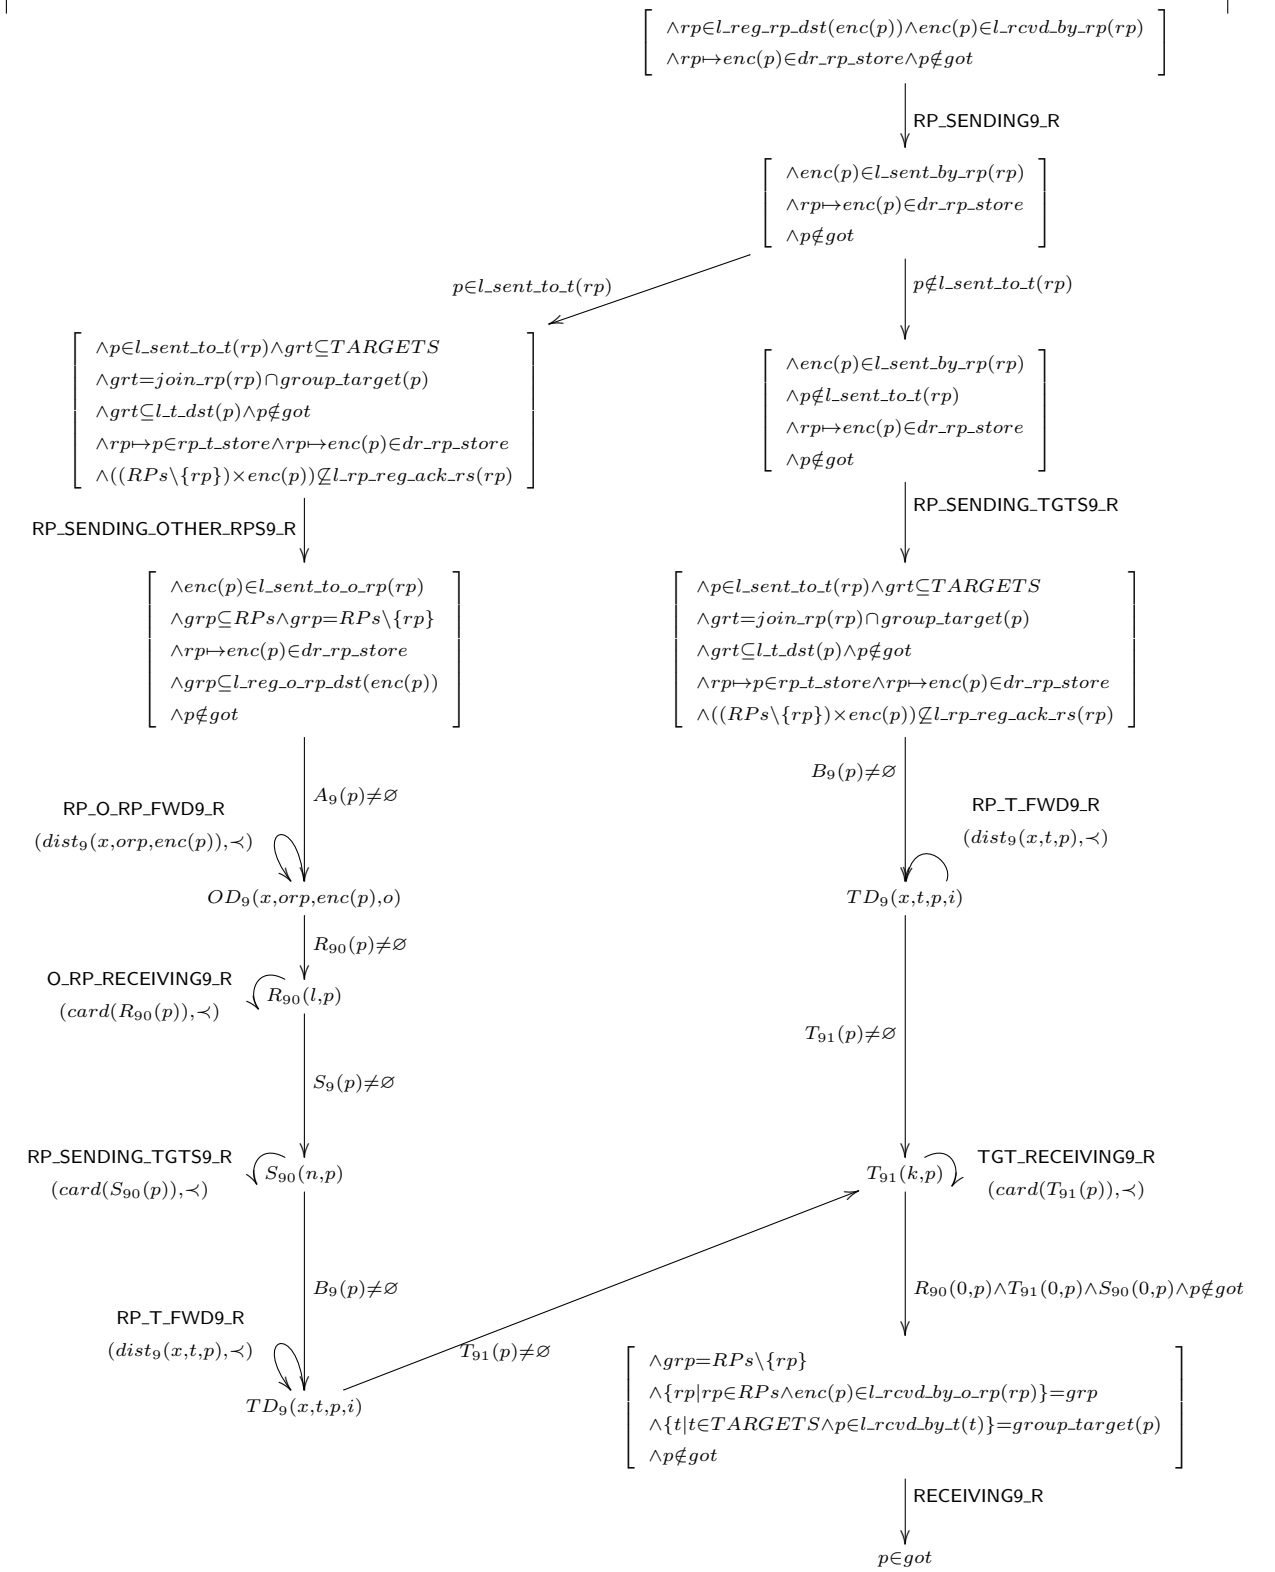 ∧rp∈l_reg_rp_dst(enc(p))∧enc(p)∈l_rcvd_by_rp(rp)
∧rp↦enc(p)∈dr_rp_store∧p∉got
RP_SENDING9_R
∧enc(p)∈l_sent_by_rp(rp)
∧rp↦enc(p)∈dr_rp_store
∧p∉got
p∈l_sent_to_t(rp)
p∉l_sent_to_t(rp)
∧p∈l_sent_to_t(rp)∧grt⊆TARGETS
∧grt=join_rp(rp)∩group_target(p)
∧grt⊆l_t_dst(p)∧p∉got
∧rp↦p∈rp_t_store∧rp↦enc(p)∈dr_rp_store
∧((RPs\{rp})×enc(p))⊈l_rp_reg_ack_rs(rp)
∧enc(p)∈l_sent_by_rp(rp)
∧p∉l_sent_to_t(rp)
∧rp↦enc(p)∈dr_rp_store
∧p∉got
RP_SENDING_OTHER_RPS9_R
RP_SENDING_TGTS9_R
∧enc(p)∈l_sent_to_o_rp(rp)
∧grp⊆RPs∧grp=RPs\{rp}
∧rp↦enc(p)∈dr_rp_store
∧grp⊆l_reg_o_rp_dst(enc(p))
∧p∉got
∧p∈l_sent_to_t(rp)∧grt⊆TARGETS
∧grt=join_rp(rp)∩group_target(p)
∧grt⊆l_t_dst(p)∧p∉got
∧rp↦p∈rp_t_store∧rp↦enc(p)∈dr_rp_store
∧((RPs\{rp})×enc(p))⊈l_rp_reg_ack_rs(rp)
A₉(p)≠∅
B₉(p)≠∅
RP_O_RP_FWD9_R
(dist₉(x,orp,enc(p)),≺)
RP_T_FWD9_R
(dist₉(x,t,p),≺)
OD₉(x,orp,enc(p),o)
TD₉(x,t,p,i)
R₉₀(p)≠∅
O_RP_RECEIVING9_R
(card(R₉₀(p)),≺)
R₉₀(l,p)
T₉₁(p)≠∅
S₉(p)≠∅
RP_SENDING_TGTS9_R
(card(S₉₀(p)),≺)
S₉₀(n,p)
T₉₁(k,p)
TGT_RECEIVING9_R
(card(T₉₁(p)),≺)
B₉(p)≠∅
R₉₀(0,p)∧T₉₁(0,p)∧S₉₀(0,p)∧p∉got
RP_T_FWD9_R
(dist₉(x,t,p),≺)
T₉₁(p)≠∅
TD₉(x,t,p,i)
∧grp=RPs\{rp}
∧{rp|rp∈RPs∧enc(p)∈l_rcvd_by_o_rp(rp)}=grp
∧{t|t∈TARGETS∧p∈l_rcvd_by_t(t)}=group_target(p)
∧p∉got
RECEIVING9_R
p∈got